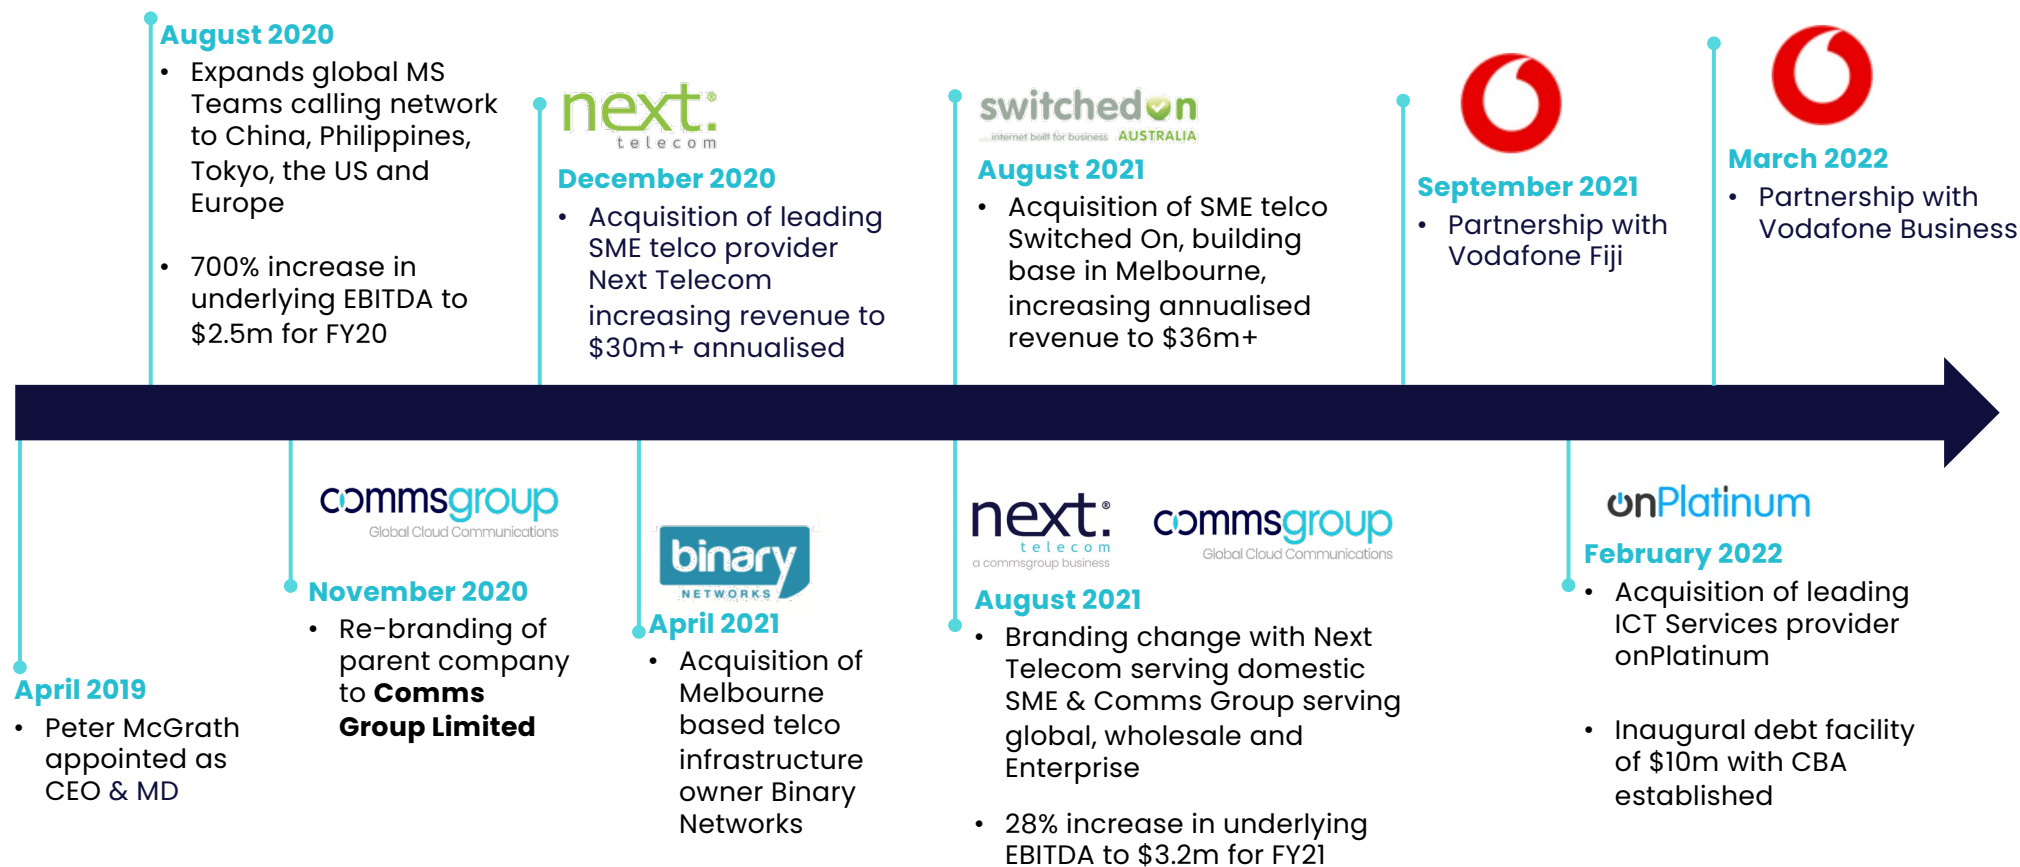 August 2020
• Expands global MS
Teams calling network
to China, Philippines,
Tokyo, the US and
Europe
• 700% increase in
underlying EBITDA to
$2.5m for FY20
next:®
telecom
December 2020
• Acquisition of leading
SME telco provider
Next Telecom
increasing revenue to
$30m+ annualised
switchedon
... internet built for business AUSTRALIA
August 2021
• Acquisition of SME telco
Switched On, building
base in Melbourne,
increasing annualised
revenue to $36m+
September 2021
• Partnership with
Vodafone Fiji
March 2022
• Partnership with
Vodafone Business
April 2019
• Peter McGrath
appointed as
CEO & MD
commsgroup
Global Cloud Communications
November 2020
• Re-branding of
parent company
to Comms
Group Limited
binary
NETWORKS
April 2021
• Acquisition of
Melbourne
based telco
infrastructure
owner Binary
Networks
next:®
telecom
a commsgroup business
commsgroup
Global Cloud Communications
August 2021
• Branding change with Next
Telecom serving domestic
SME & Comms Group serving
global, wholesale and
Enterprise
• 28% increase in underlying
EBITDA to $3.2m for FY21
onPlatinum
February 2022
• Acquisition of leading
ICT Services provider
onPlatinum
• Inaugural debt facility
of $10m with CBA
established